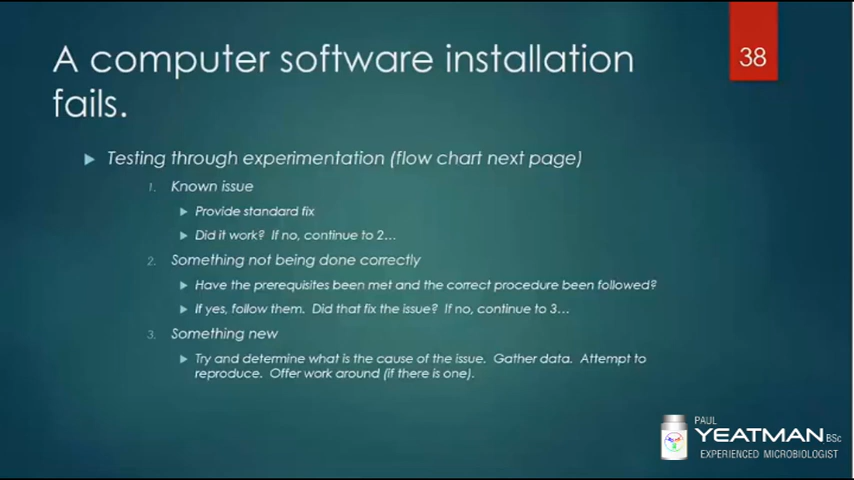 A computer software installation
fails.
38
Testing through experimentation (flow chart next page)
1. Known issue
Provide standard fix
Did it work? If no, continue to 2...
2. Something not being done correctly
Have the prerequisites been met and the correct procedure been followed?
If yes, follow them. Did that fix the issue? If no, continue to 3...
3. Something new
Try and determine what is the cause of the issue. Gather data. Attempt to
reproduce. Offer work around (if there is one).
PAUL
YEATMAN BSc
EXPERIENCED MICROBIOLOGIST